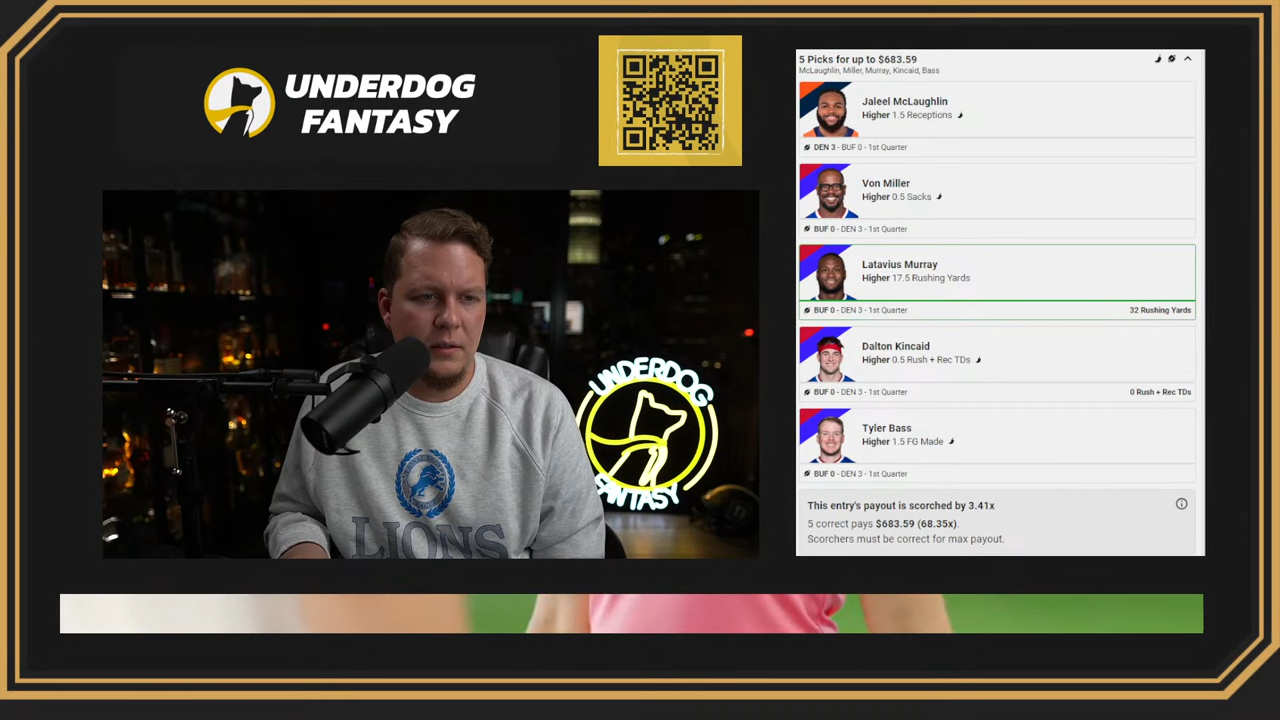 UNDERDOG
FANTASY
5 Picks for up to $683.59
McLaughlin, Miller, Murray, Kincaid, Bass
Jaleel McLaughlin
Higher 1.5 Receptions
DEN 3 - BUF 0 - 1st Quarter
Von Miller
Higher 0.5 Sacks
BUF 0 - DEN 3 - 1st Quarter
Latavius Murray
Higher 17.5 Rushing Yards
BUF 0 - DEN 3 - 1st Quarter 32 Rushing Yards
Dalton Kincaid
Higher 0.5 Rush + Rec TDs
BUF 0 - DEN 3 - 1st Quarter 0 Rush + Rec TDs
Tyler Bass
Higher 1.5 FG Made
BUF 0 - DEN 3 - 1st Quarter
This entry's payout is scorched by 3.41x
5 correct pays $683.59 (68.35x).
Scorchers must be correct for max payout.
UNDERDOG
FANTASY
LIONS